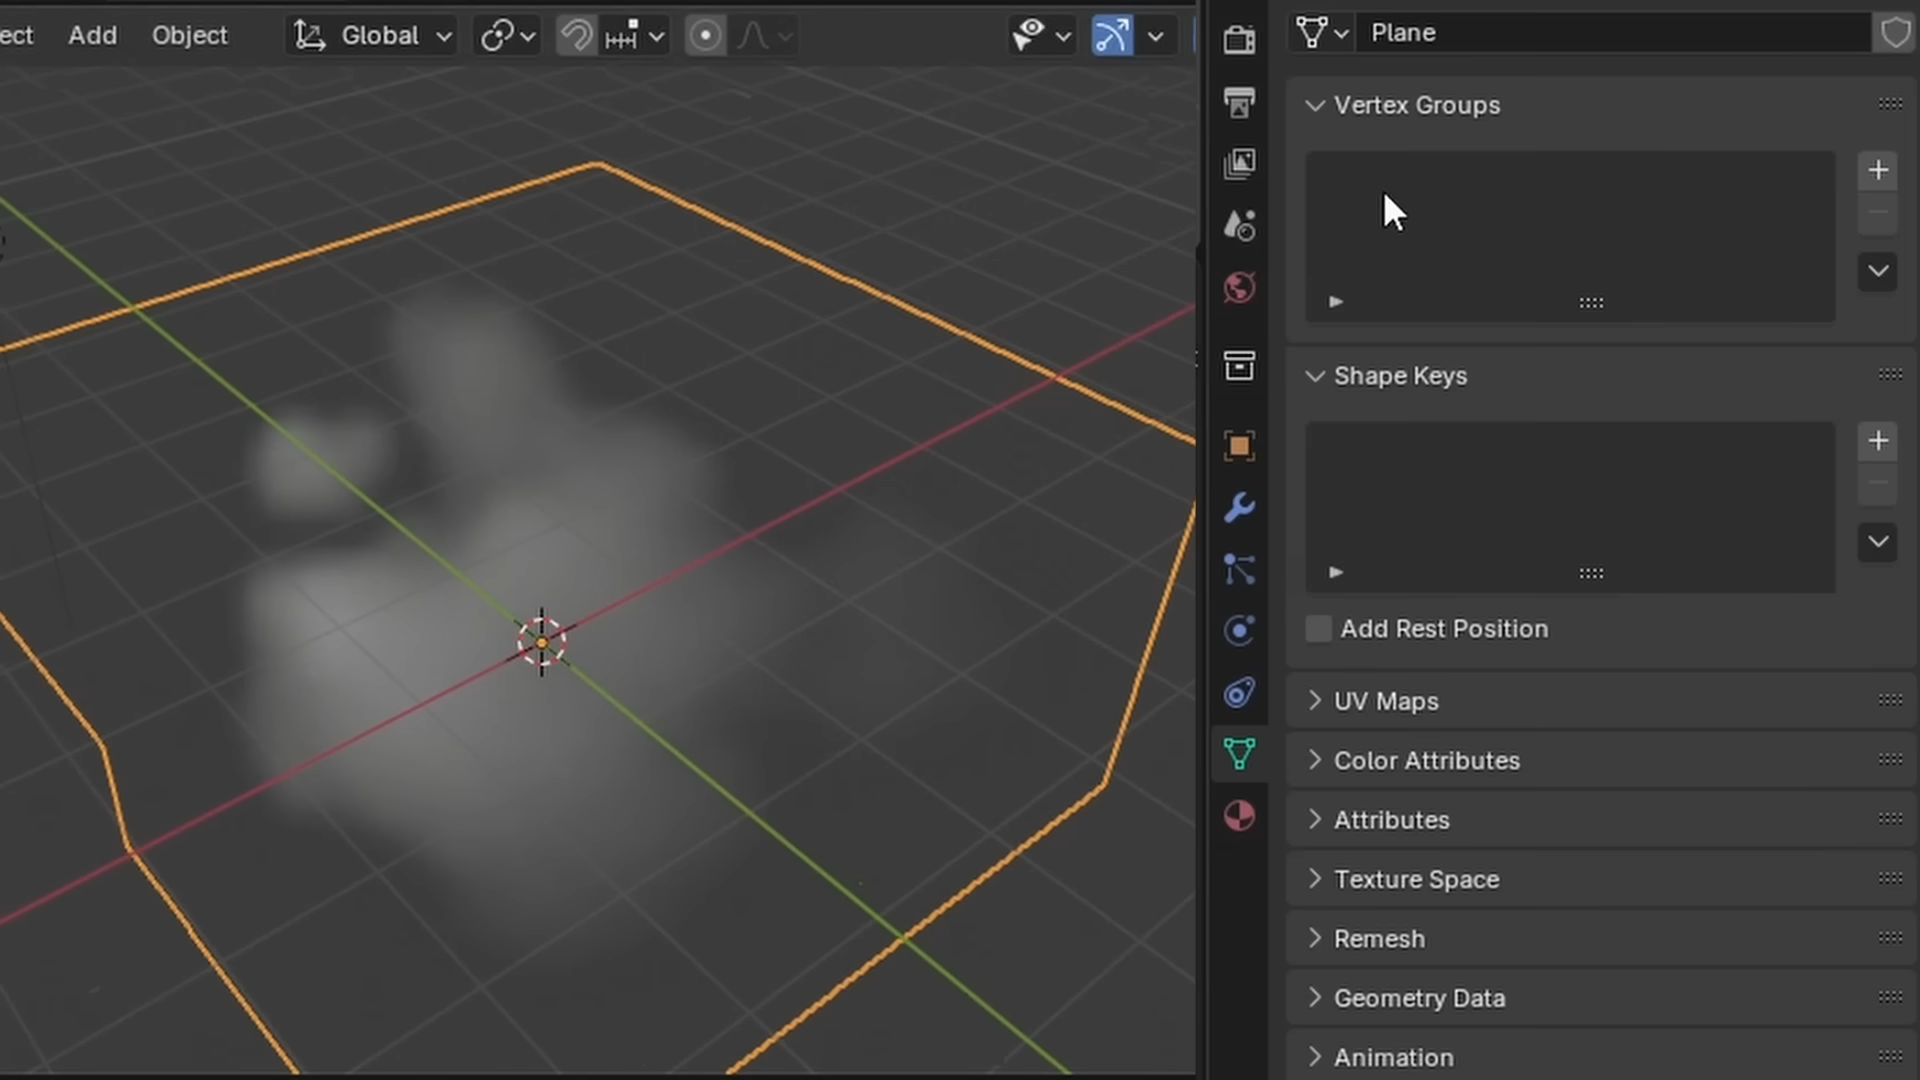 ect Add Object Global
Plane
Vertex Groups
Shape Keys
Add Rest Position
UV Maps
Color Attributes
Attributes
Texture Space
Remesh
Geometry Data
Animation